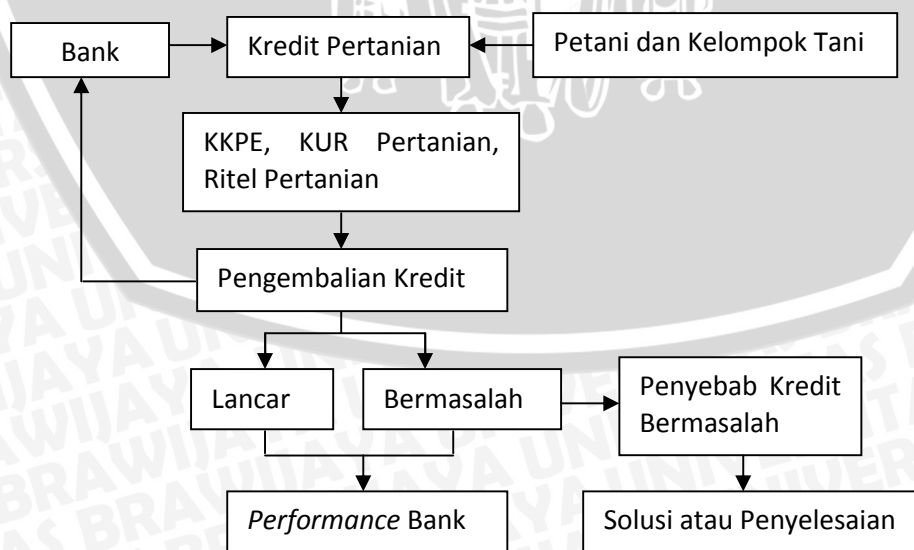 Bank
Kredit Pertanian
Petani dan Kelompok Tani
KKPE, KUR Pertanian,
Ritel Pertanian
Pengembalian Kredit
Lancar
Bermasalah
Penyebab Kredit
Bermasalah
Performance Bank
Solusi atau Penyelesaian